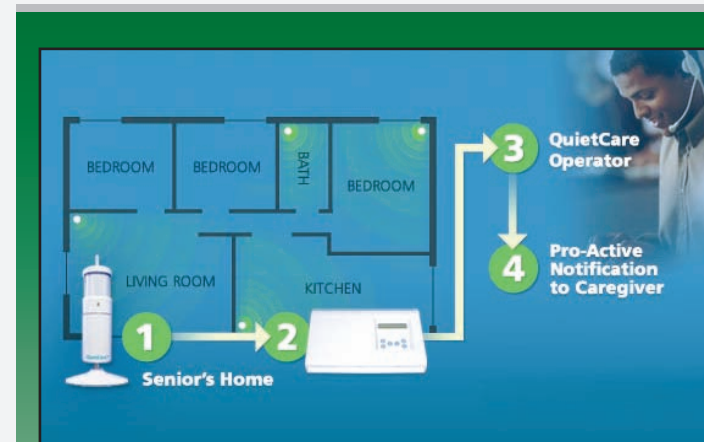 BEDROOM
BEDROOM
BATH
BEDROOM
LIVING ROOM
KITCHEN
1
2
Senior's Home
3
QuietCare
Operator
4
Pro-Active
Notification
to Caregiver